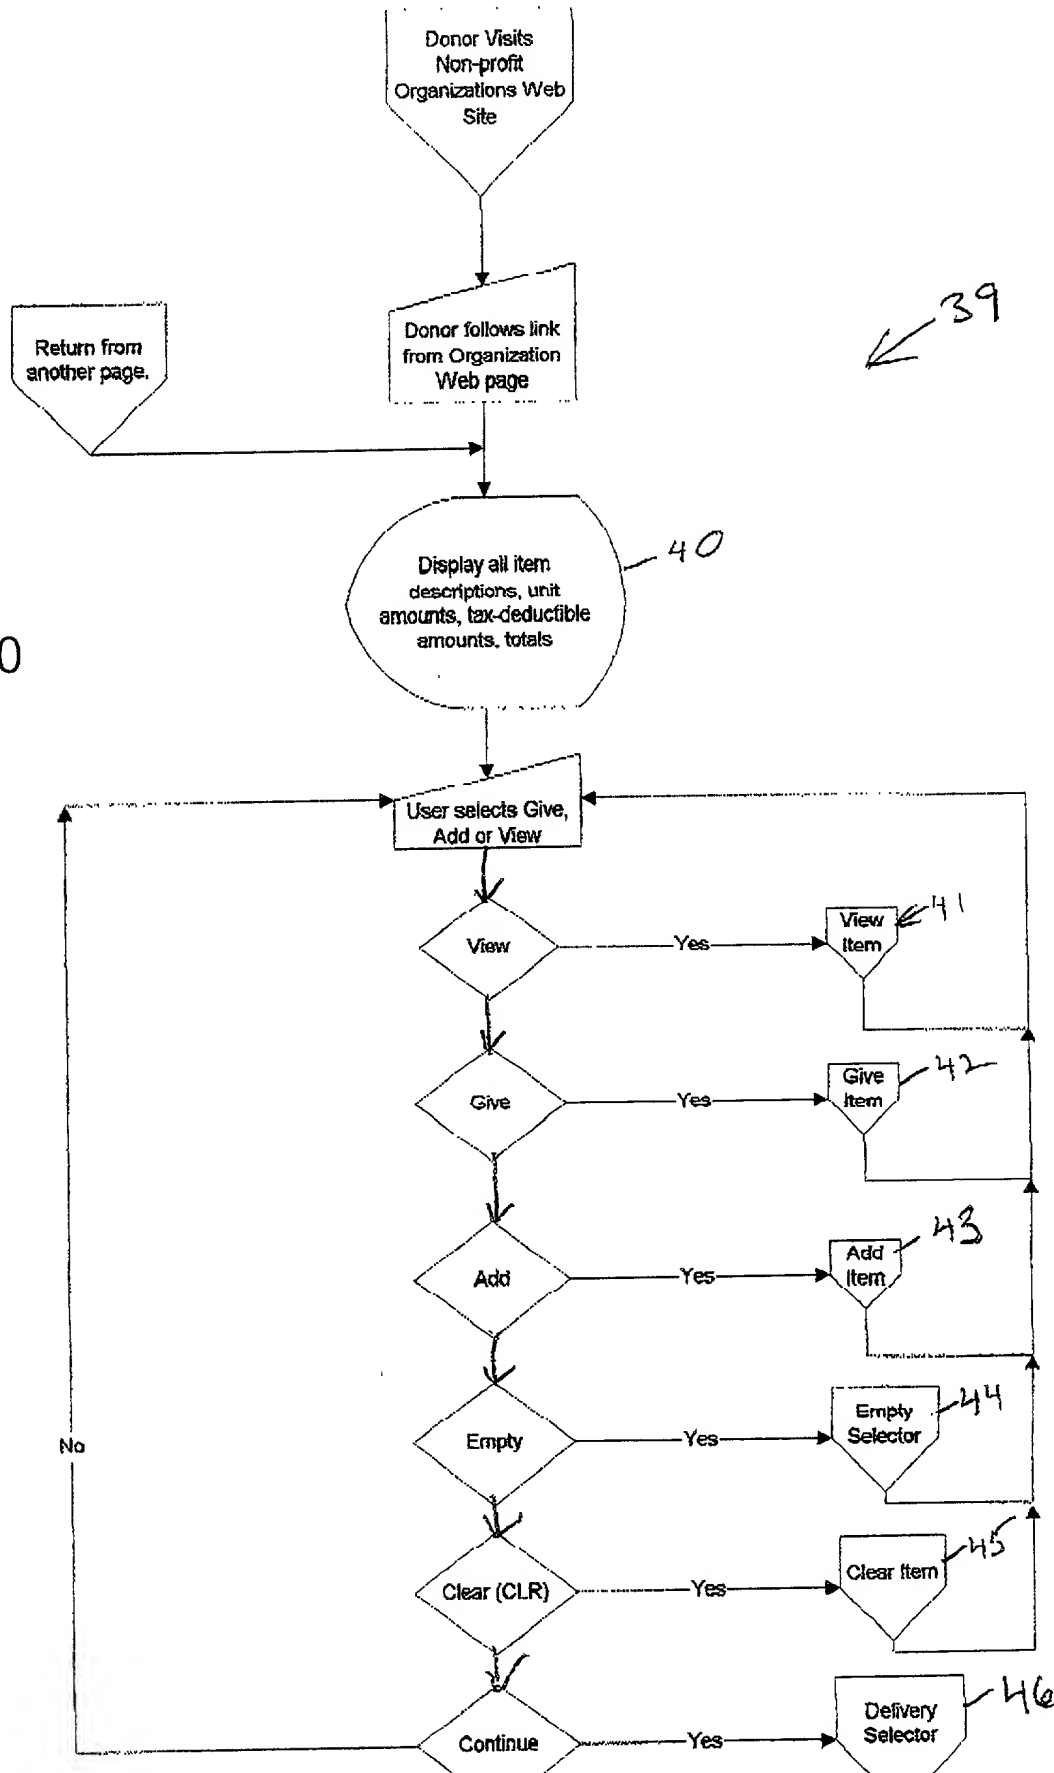 Donor Visits
Non-profit
Organizations Web
Site
39
Donor follows link
from Organization
Web page
Return from
another page.
40
Display all item
descriptions, unit
amounts, tax-deductible
amounts, totals
0
User selects Give,
Add or View
View
Yes
View
Item
41
Give
Yes
Give
Item
42
Add
Yes
Add
Item
43
Empty
Yes
Empty
Selector
44
No
Clear (CLR)
Yes
Clear Item
45
Continue
Yes
Delivery
Selector
46